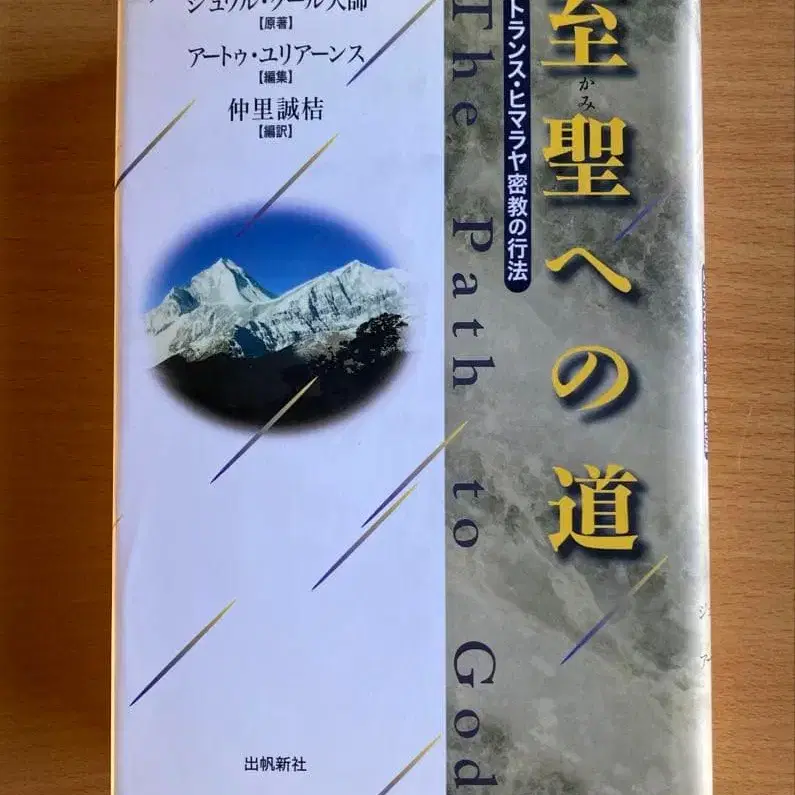 至聖への道
かみ
トランス・ヒマラヤ密教の行法
The Path to God
ジュワル・クール大師
【原著】
アートゥ・ユリアーンス
【編集】
仲里誠桔
【編訳】
出帆新社